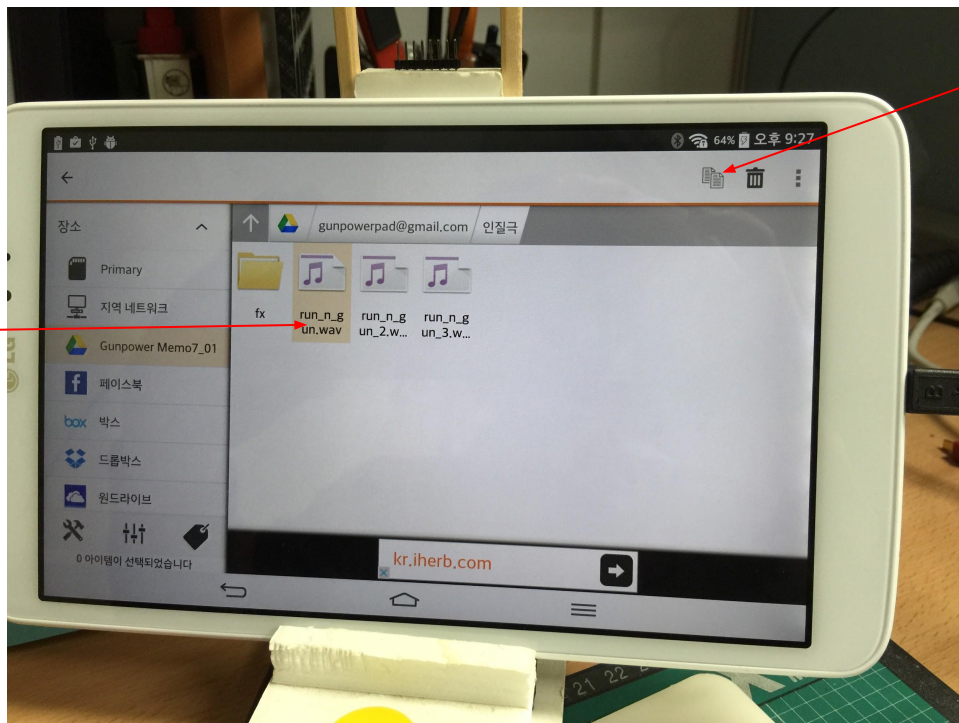 64% 오후 9:27
장소
gunpowerpad@gmail.com 인질극
Primary
지역 네트워크
Gunpower Memo7_01
페이스북
box 박스
드롭박스
원드라이브
0 아이템이 선택되었습니다
fx
run_n_g
un.wav
run_n_g
un_2.w...
run_n_g
un_3.w...
kr.iherb.com
21 22